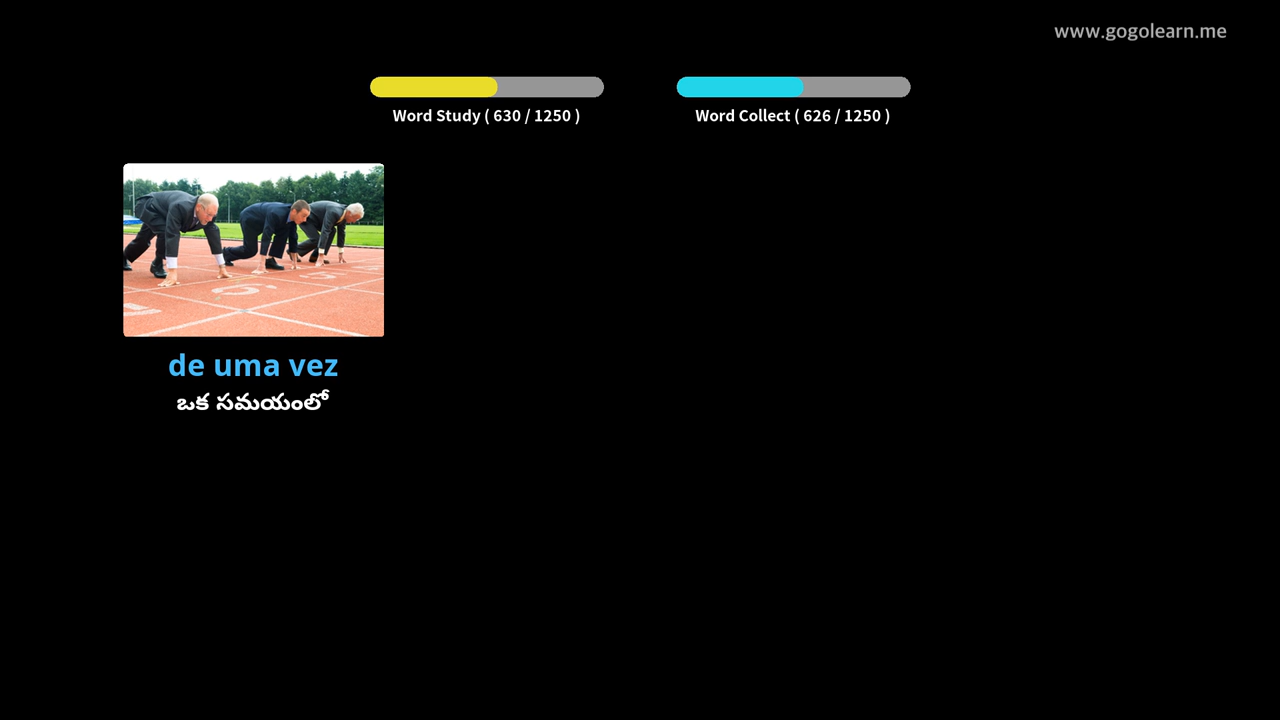 www.gogolearn.me
Word Study ( 630 / 1250 )
Word Collect ( 626 / 1250 )
de uma vez
ఒక సమయంలో